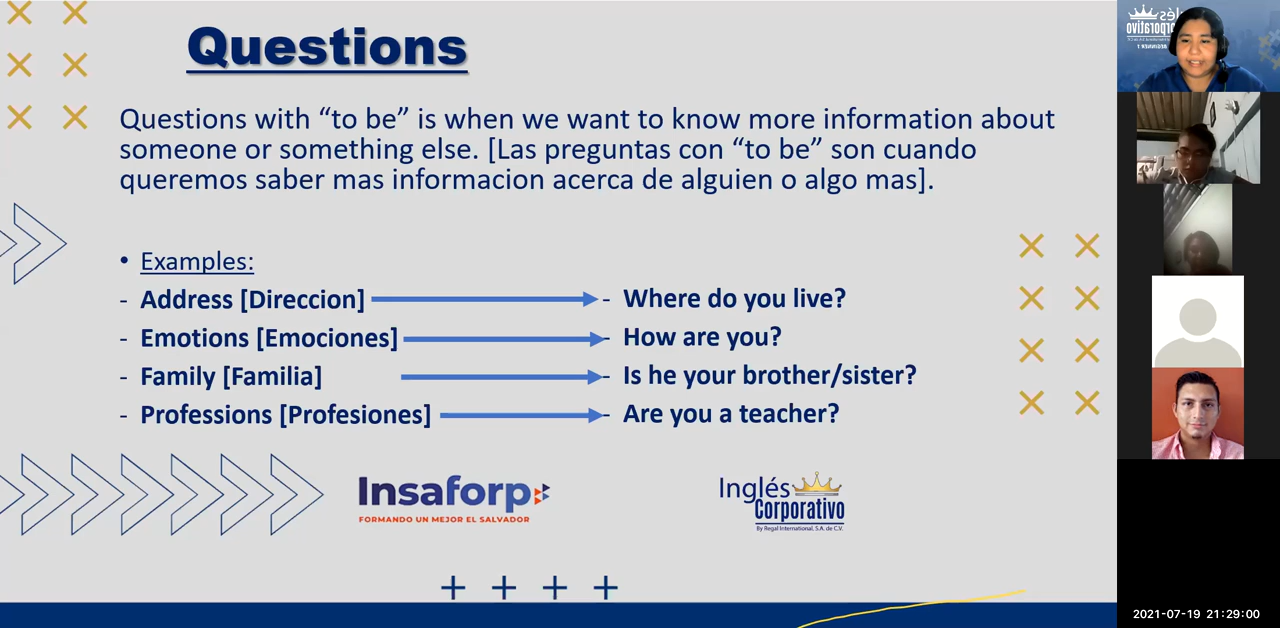 Questions
Questions with “to be” is when we want to know more information about
someone or something else. [Las preguntas con “to be” son cuando
queremos saber mas informacion acerca de alguien o algo mas].
• Examples:
- Address [Direccion] - Where do you live?
- Emotions [Emociones] - How are you?
- Family [Familia] - Is he your brother/sister?
- Professions [Profesiones] - Are you a teacher?
Insaforp
FORMANDO UN MEJOR EL SALVADOR
Inglés
Corporativo
By Regal International, S.A. de C.V.
2021-07-19 21:29:00